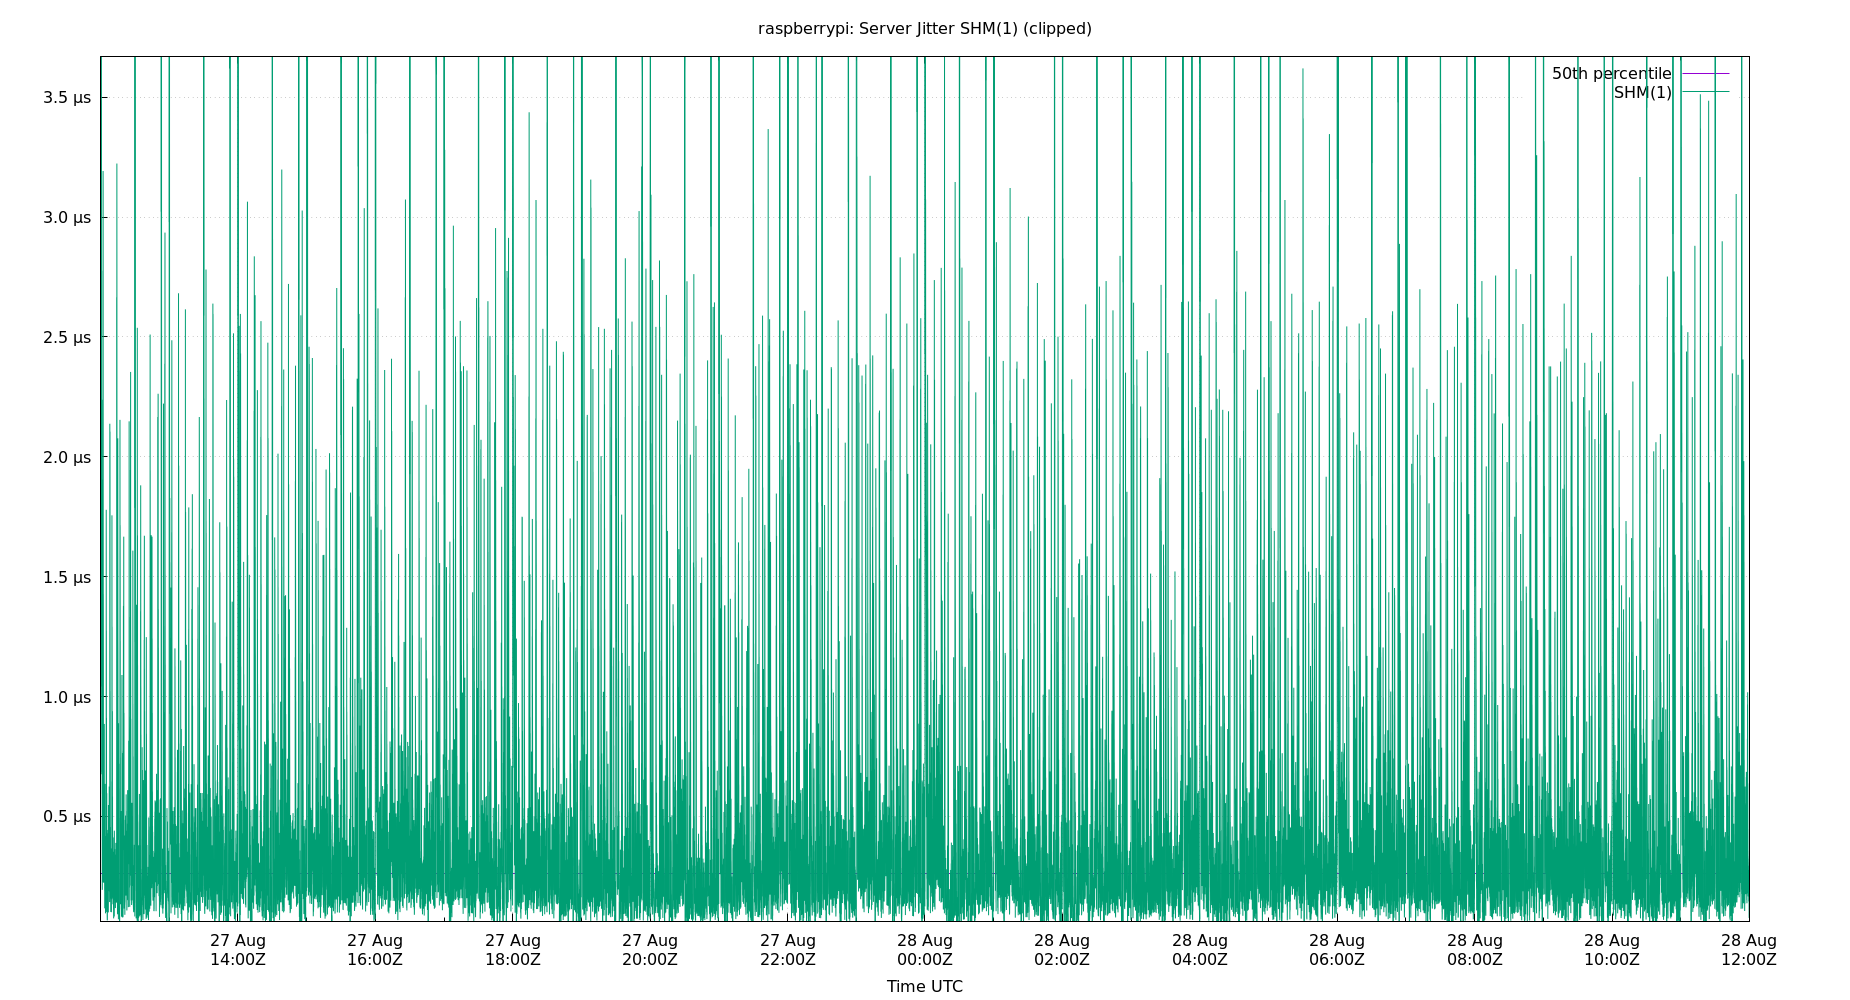 raspberrypi: Server Jitter SHM(1) (clipped)
50th percentile
SHM(1)
3.5 µs
3.0 µs
2.5 µs
2.0 µs
1.5 µs
1.0 µs
0.5 µs
27 Aug 27 Aug 27 Aug 27 Aug 27 Aug 28 Aug 28 Aug 28 Aug 28 Aug 28 Aug 28 Aug 28 Aug
14:00Z 16:00Z 18:00Z 20:00Z 22:00Z 00:00Z 02:00Z 04:00Z 06:00Z 08:00Z 10:00Z 12:00Z
Time UTC